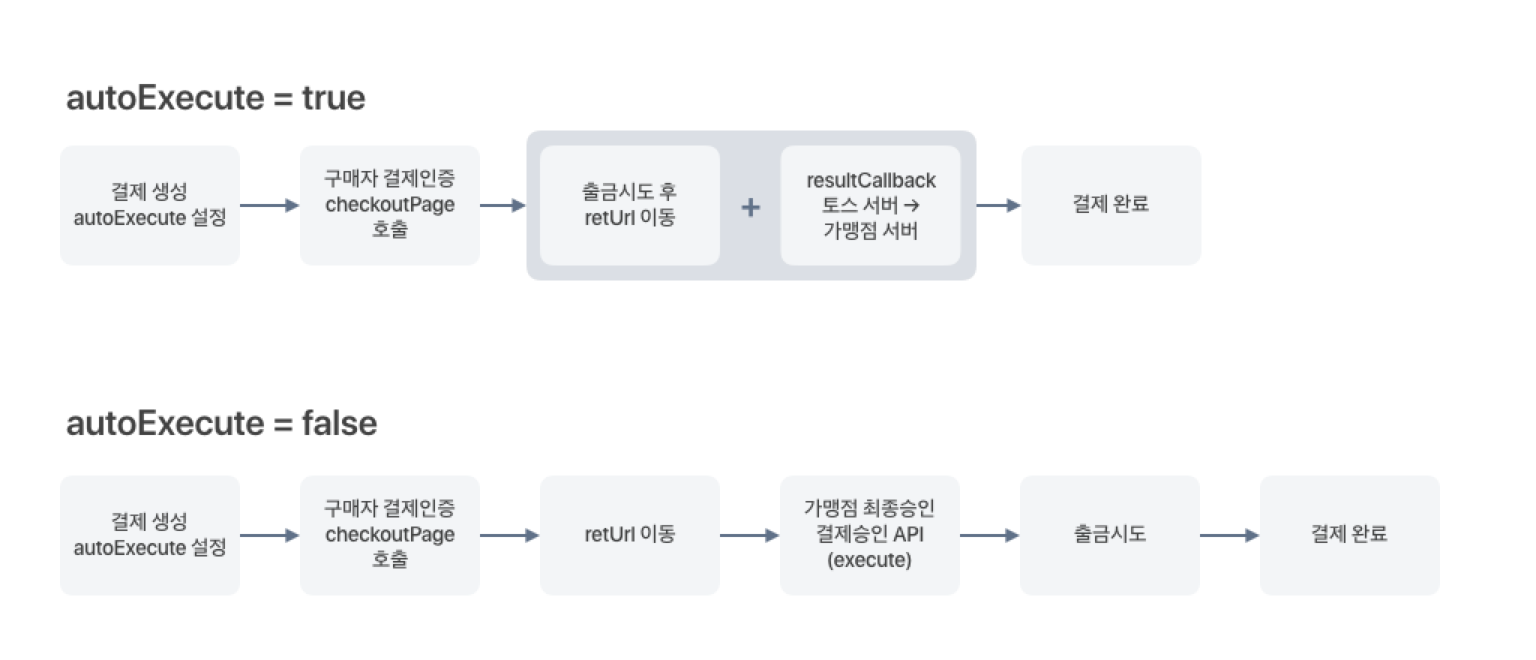 autoExecute = true
결제 생성
autoExecute 설정
구매자 결제인증
checkoutPage
호출
출금시도 후
retUrl 이동
+
resultCallback
토스 서버 →
가맹점 서버
결제 완료
autoExecute = false
결제 생성
autoExecute 설정
구매자 결제인증
checkoutPage
호출
retUrl 이동
가맹점 최종승인
결제승인 API
(execute)
출금시도
결제 완료